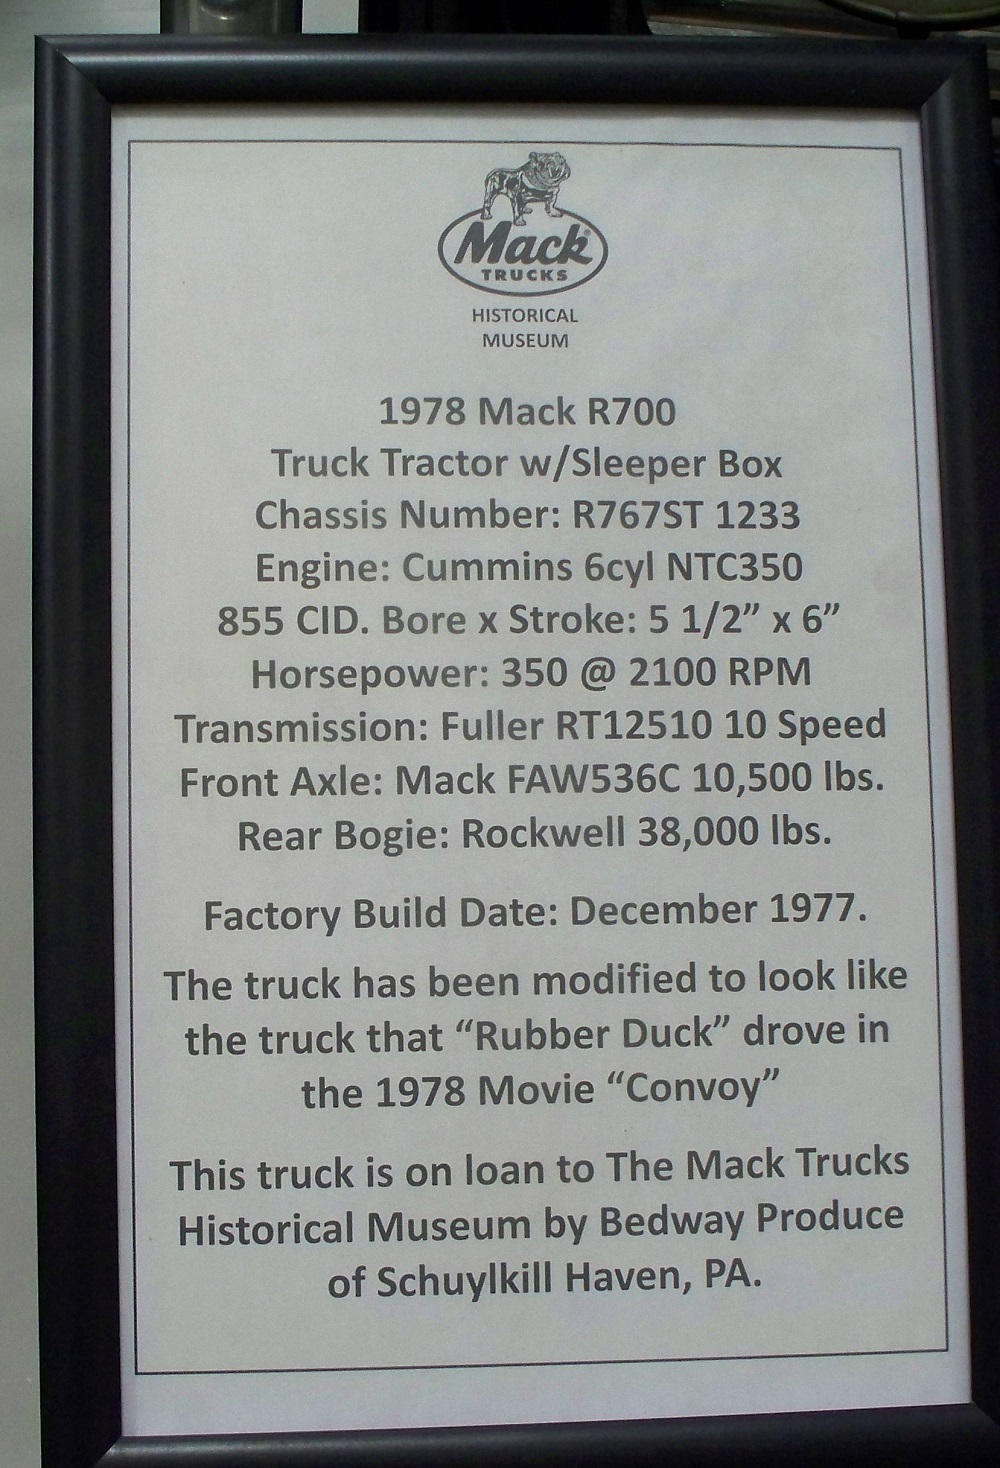 Mack®
TRUCKS
HISTORICAL
MUSEUM
1978 Mack R700
Truck Tractor w/Sleeper Box
Chassis Number: R767ST 1233
Engine: Cummins 6cyl NTC350
855 CID. Bore x Stroke: 5 1/2” x 6”
Horsepower: 350 @ 2100 RPM
Transmission: Fuller RT12510 10 Speed
Front Axle: Mack FAW536C 10,500 lbs.
Rear Bogie: Rockwell 38,000 lbs.
Factory Build Date: December 1977.
The truck has been modified to look like
the truck that “Rubber Duck” drove in
the 1978 Movie “Convoy”
This truck is on loan to The Mack Trucks
Historical Museum by Bedway Produce
of Schuylkill Haven, PA.